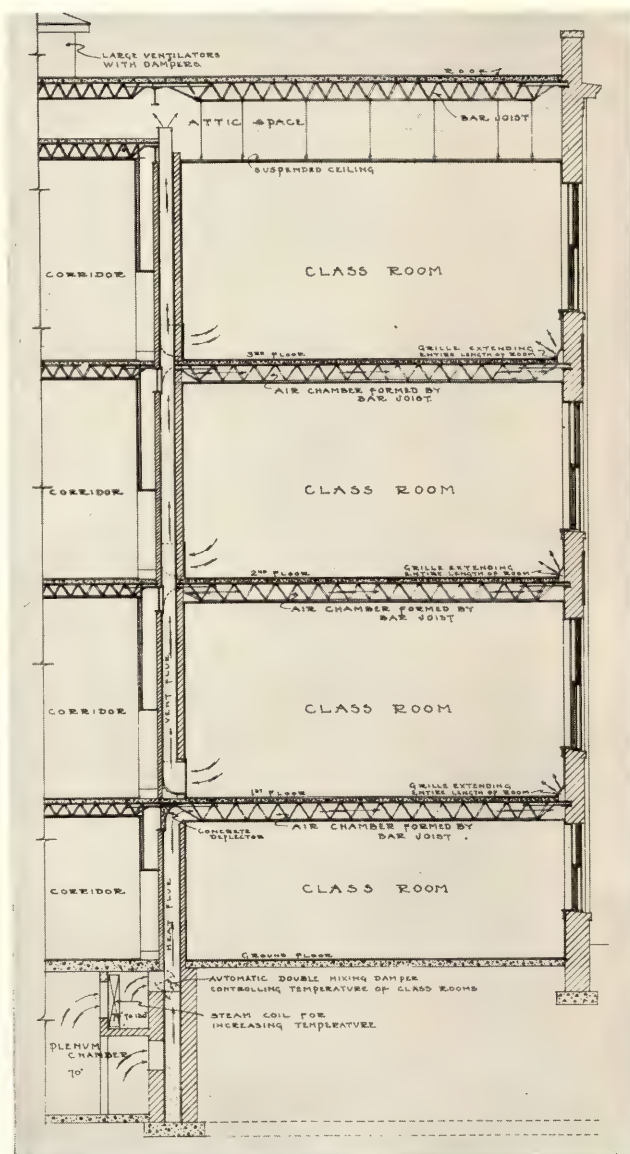 LARGE VENTILATORS
WITH DAMPERS
ROOF
BAR JOIST
ATTIC SPACE
SUSPENDED CEILING
CORRIDOR
CLASS ROOM
3RD FLOOR
GRILLE EXTENDING
ENTIRE LENGTH OF ROOM
AIR CHAMBER FORMED BY
BAR JOIST.
CORRIDOR
CLASS ROOM
2ND FLOOR
GRILLE EXTENDING
ENTIRE LENGTH OF ROOM
AIR CHAMBER FORMED BY
BAR JOIST
VENT FLUE
CORRIDOR
CLASS ROOM
1ST FLOOR
GRILLE EXTENDING
ENTIRE LENGTH OF ROOM
CONCRETE
DEFLECTOR
AIR CHAMBER FORMED BY
BAR JOIST.
CORRIDOR
CLASS ROOM
HEAT FLUE
GROUND FLOOR
AUTOMATIC DOUBLE MIXING DAMPER
CONTROLLING TEMPERATURE OF CLASS ROOMS
STEAM COIL FOR
INCREASING TEMPERATURE
PLENUM
CHAMBER
70°